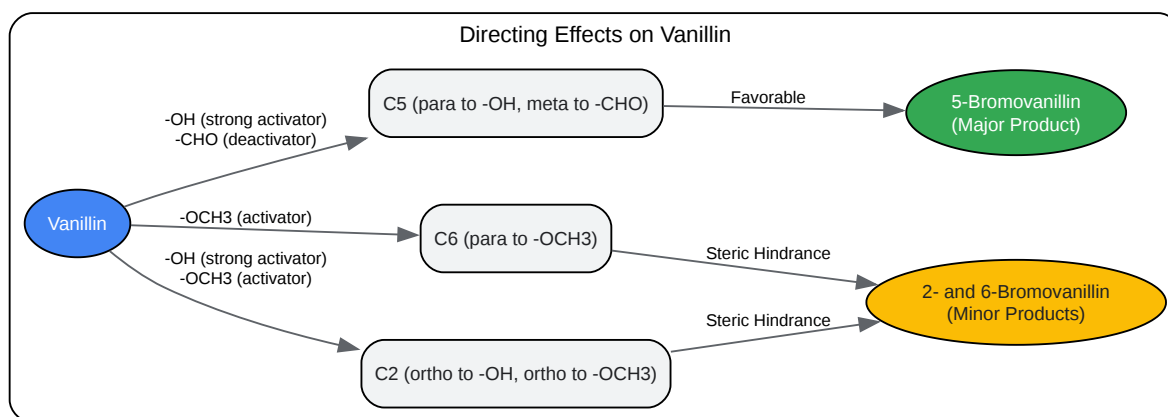 Directing Effects on Vanillin
C5 (para to -OH, meta to -CHO)
Favorable
5-Bromovanillin
(Major Product)
-OH (strong activator)
-CHO (deactivator)
Vanillin
-OCH3 (activator)
C6 (para to -OCH3)
Steric Hindrance
-OH (strong activator)
-OCH3 (activator)
2- and 6-Bromovanillin
(Minor Products)
Steric Hindrance
C2 (ortho to -OH, ortho to -OCH3)